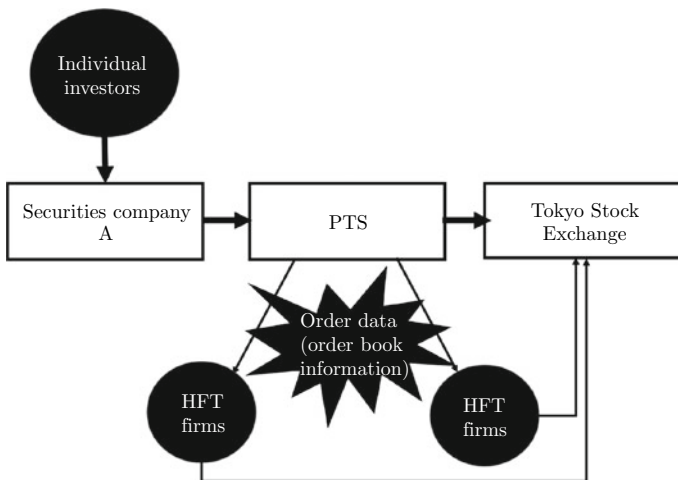 Individual
investors
Securities company
A
PTS
Tokyo Stock
Exchange
Order data
(order book
information)
HFT
firms
HFT
firms